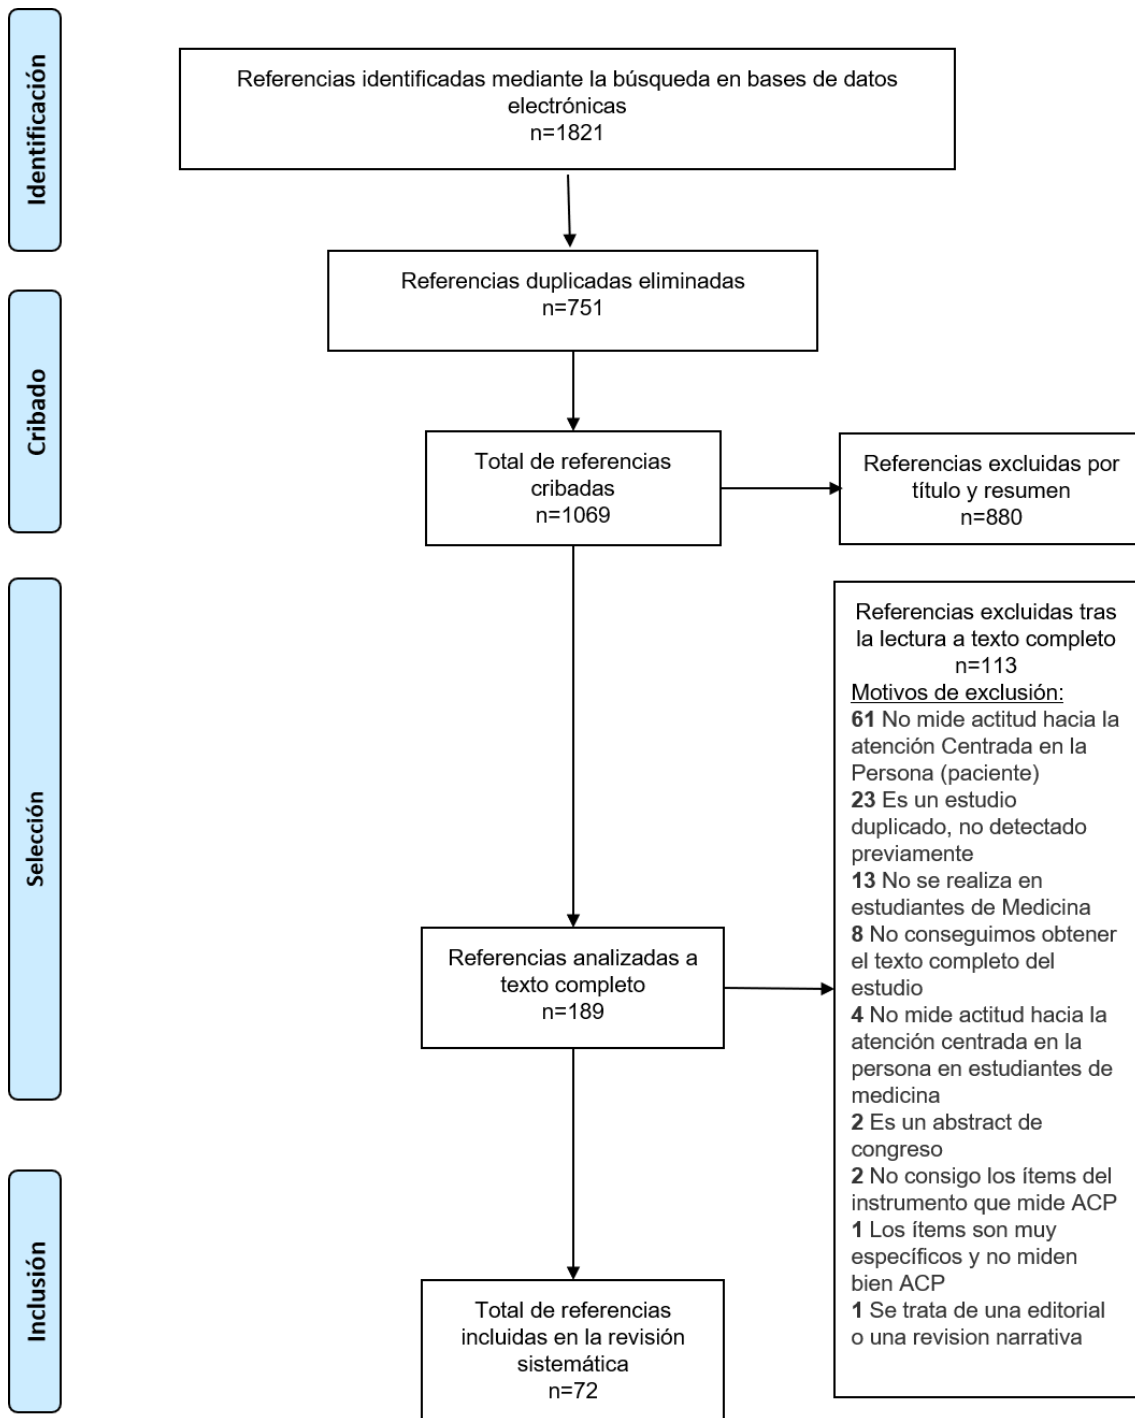 Identificación
Referencias identificadas mediante la búsqueda en bases de datos
electrónicas
n=1821
Referencias duplicadas eliminadas
n=751
Cribado
Total de referencias
cribadas
n=1069
Referencias excluidas por
título y resumen
n=880
Selección
Referencias analizadas a
texto completo
n=189
Referencias excluidas tras
la lectura a texto completo
n=113
Motivos de exclusión:
61 No mide actitud hacia la
atención Centrada en la
Persona (paciente)
23 Es un estudio
duplicado, no detectado
previamente
13 No se realiza en
estudiantes de Medicina
8 No conseguimos obtener
el texto completo del
estudio
4 No mide actitud hacia la
atención centrada en la
persona en estudiantes de
medicina
2 Es un abstract de
congreso
2 No consigo los ítems del
instrumento que mide ACP
1 Los ítems son muy
específicos y no miden
bien ACP
1 Se trata de una editorial
o una revision narrativa
Inclusión
Total de referencias
incluidas en la revisión
sistemática
n=72